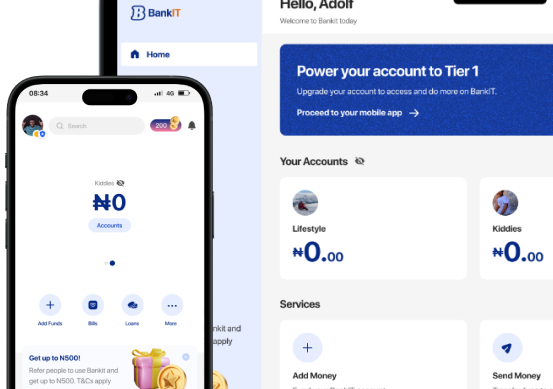 BankIT
Home
Hello, Adolf
Welcome to Bankit today
Power your account to Tier 1
Upgrade your account to access and do more on BankIT.
Proceed to your mobile app
Your Accounts
Lifestyle
₦0.00
Kiddies
₦0.00
Services
Add Money
Send Money
nkit and
apply
08:34
4G
Search
200
Kiddies
₦0
Accounts
Add Funds
Bills
Loans
More
Get up to N500!
Refer people to use Bankit and
get up to N500. T&Cs apply